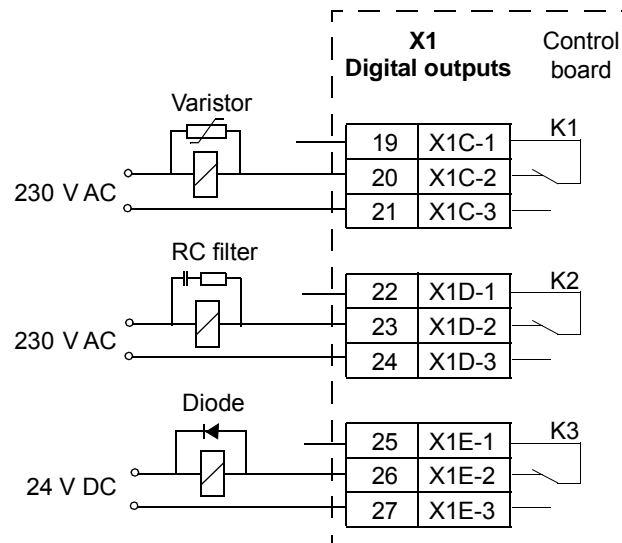 X1 Control
Digital outputs board
Varistor
19 X1C-1 K1
20 X1C-2
230 V AC
21 X1C-3
RC filter
22 X1D-1 K2
23 X1D-2
230 V AC
24 X1D-3
Diode
25 X1E-1 K3
26 X1E-2
24 V DC
27 X1E-3